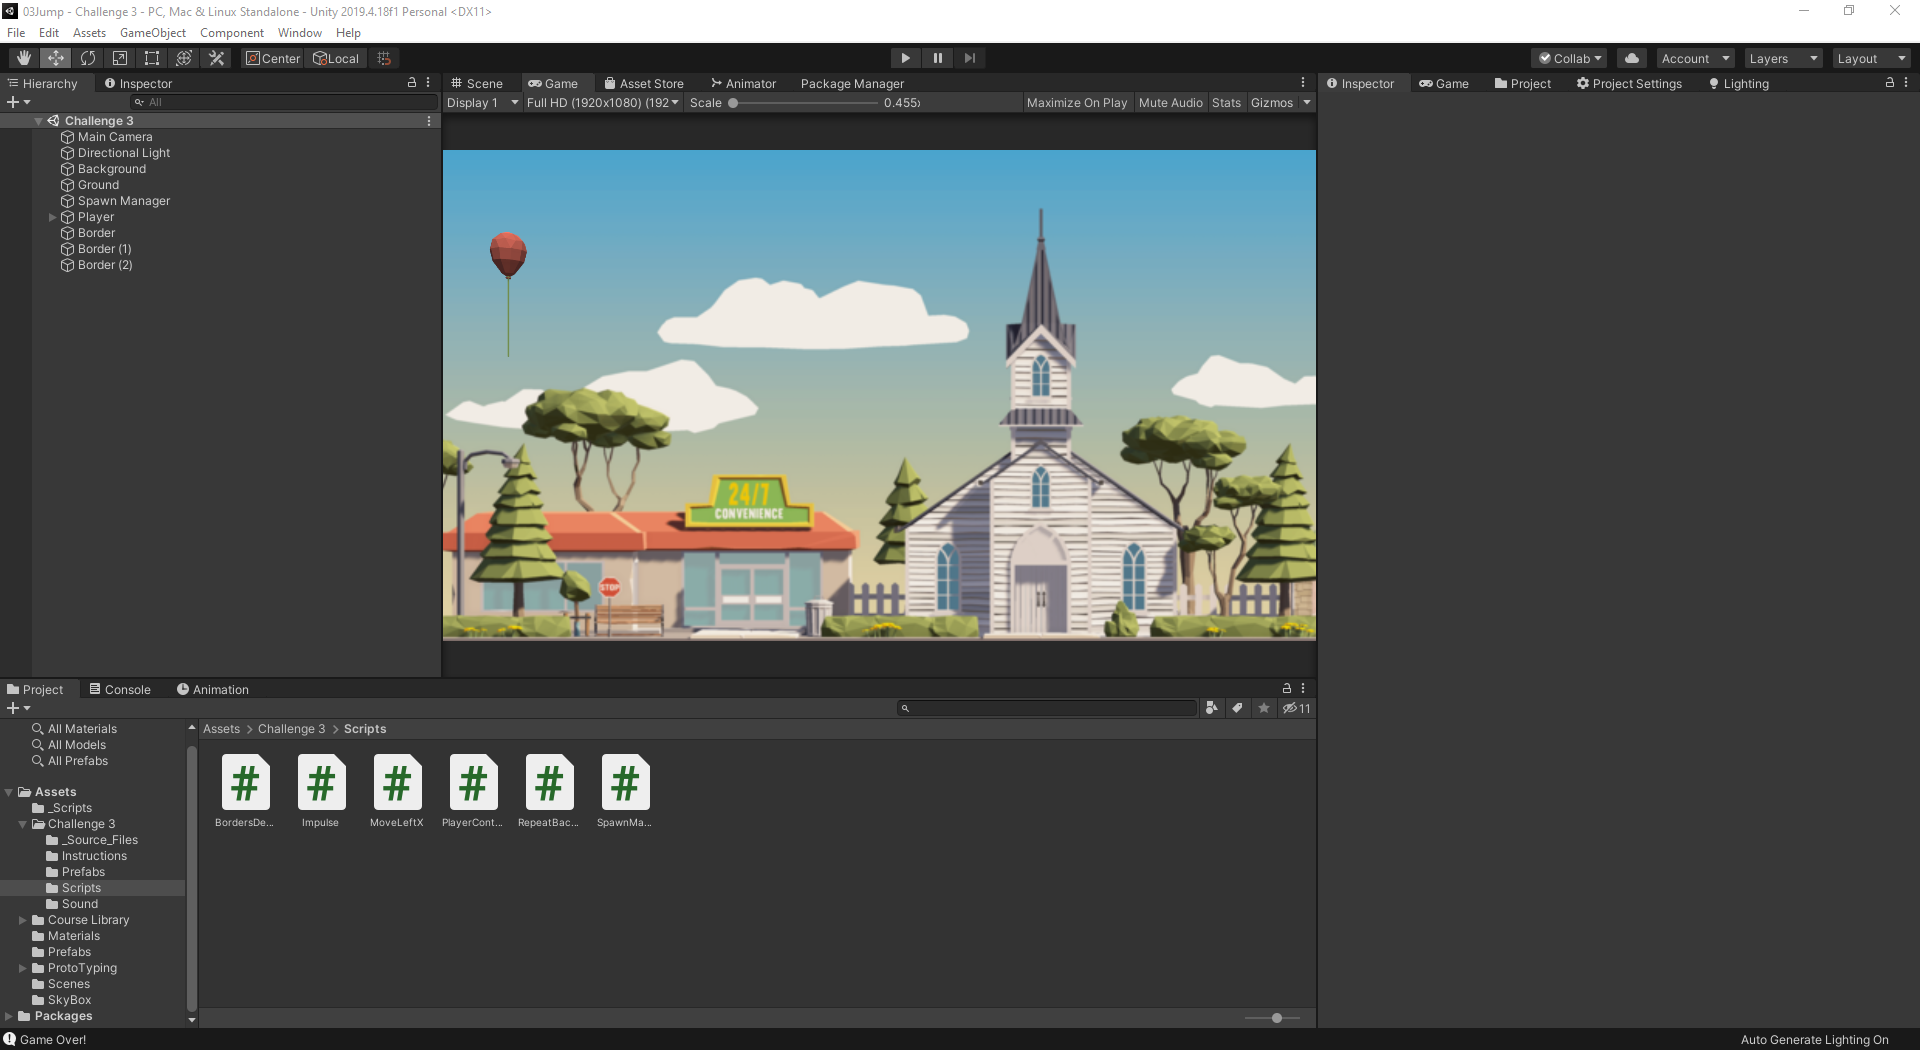 03Jump - Challenge 3 - PC, Mac & Linux Standalone - Unity 2019.4.18f1 Personal <DX11>
File Edit Assets GameObject Component Window Help
Center Local Collab Account Layers Layout
Hierarchy Inspector
All
Challenge 3
Main Camera
Directional Light
Background
Ground
Spawn Manager
Player
Border
Border (1)
Border (2)
Scene Game Asset Store Animator Package Manager
Display 1 Full HD (1920x1080) (192 Scale 0.455x Maximize On Play Mute Audio Stats Gizmos
24/7
CONVENIENCE
STOP
Inspector Game Project Project Settings Lighting
Project Console Animation
11
All Materials
All Models
All Prefabs
Assets
_Scripts
Challenge 3
_Source_Files
Instructions
Prefabs
Scripts
Sound
Course Library
Materials
Prefabs
ProtoTyping
Scenes
SkyBox
Packages
Assets > Challenge 3 > Scripts
BordersDe... Impulse MoveLeftX PlayerCont... RepeatBac... SpawnMa...
Game Over!
Auto Generate Lighting On